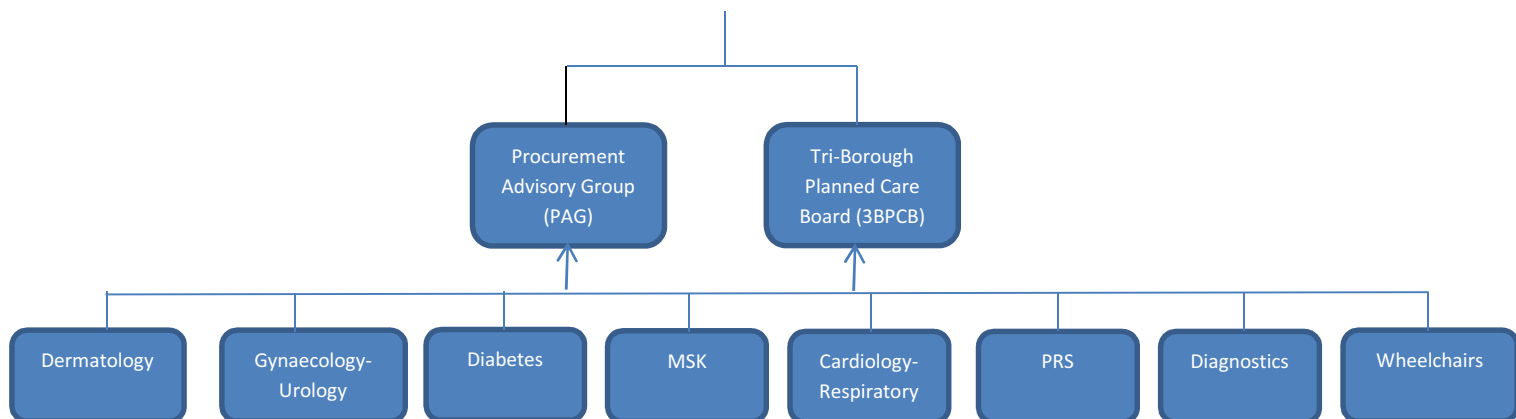 Procurement
Advisory Group
(PAG)
Tri-Borough
Planned Care
Board (3BPCB)
Dermatology
Gynaecology-
Urology
Diabetes
MSK
Cardiology-
Respiratory
PRS
Diagnostics
Wheelchairs